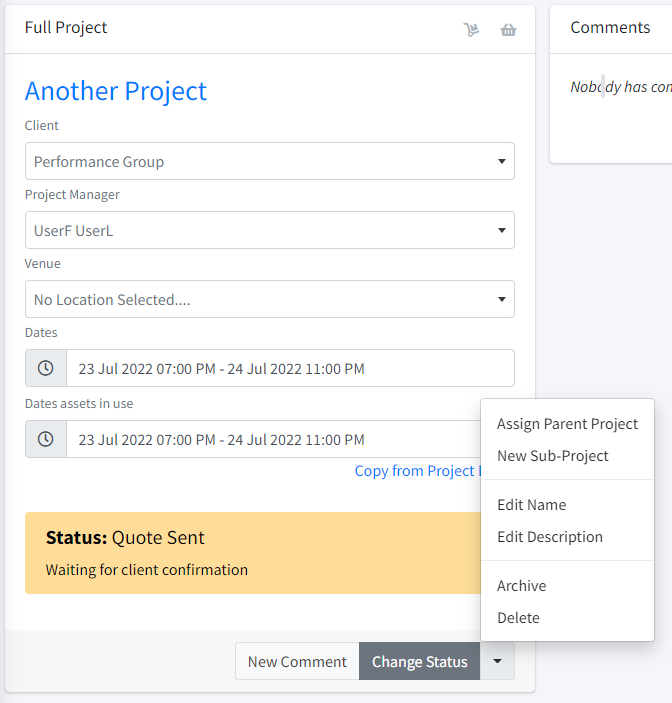 Full Project
Another Project
Client
Performance Group
Project Manager
UserF UserL
Venue
No Location Selected....
Dates
23 Jul 2022 07:00 PM - 24 Jul 2022 11:00 PM
Dates assets in use
23 Jul 2022 07:00 PM - 24 Jul 2022 11:00 PM
Copy from Project
Status: Quote Sent
Waiting for client confirmation
New Comment
Change Status
Assign Parent Project
New Sub-Project
Edit Name
Edit Description
Archive
Delete
Comments
Nobody has